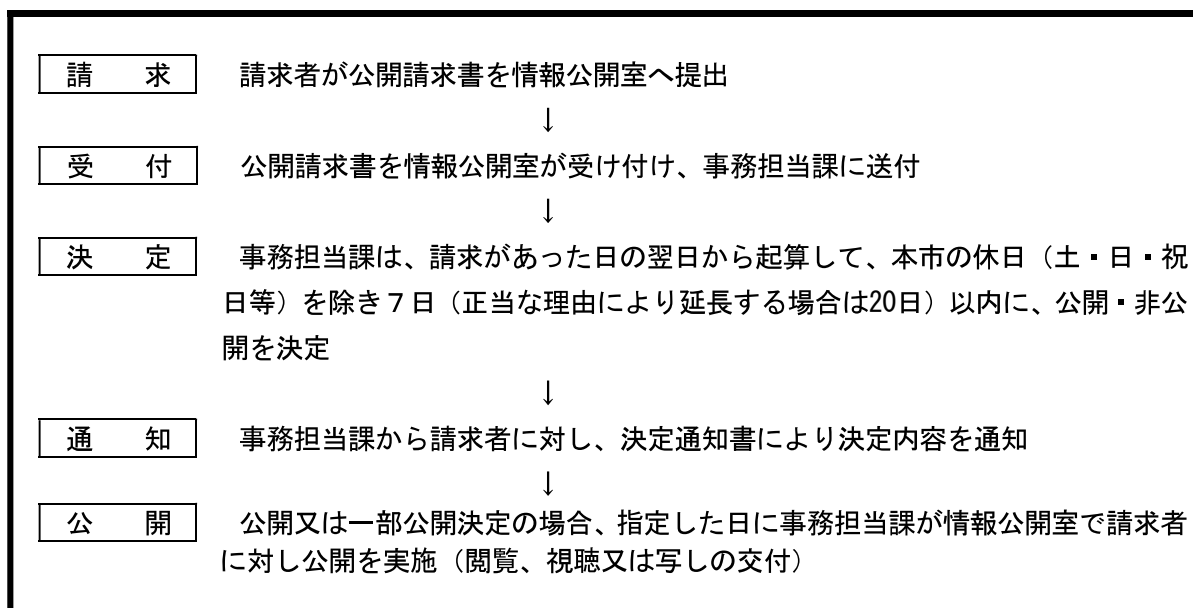 請　求　請求者が公開請求書を情報公開室へ提出
↓
受　付　公開請求書を情報公開室が受け付け、事務担当課に送付
↓
決　定　事務担当課は、請求があった日の翌日から起算して、本市の休日（土・日・祝
日等）を除き７日（正当な理由により延長する場合は20日）以内に、公開・非公
開を決定
↓
通　知　事務担当課から請求者に対し、決定通知書により決定内容を通知
↓
公　開　公開又は一部公開決定の場合、指定した日に事務担当課が情報公開室で請求者
に対し公開を実施（閲覧、視聴又は写しの交付）